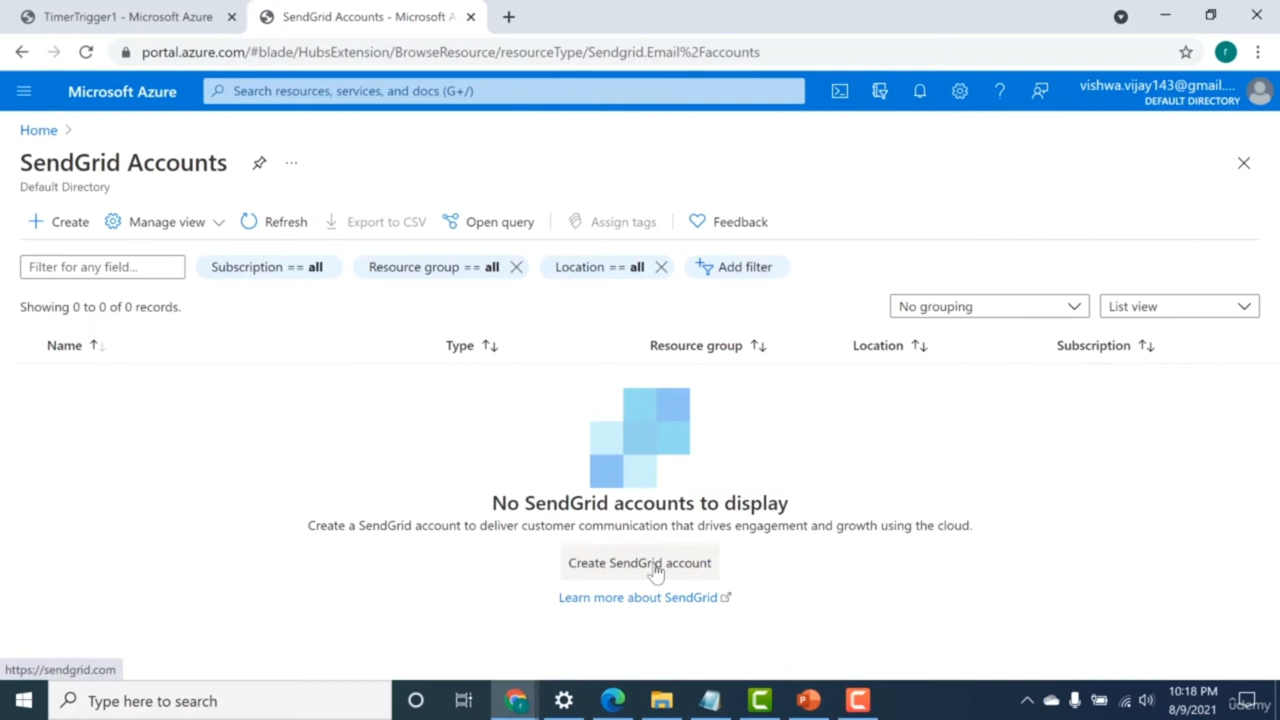 TimerTrigger1 - Microsoft Azure
SendGrid Accounts - Microsoft A
portal.azure.com/#blade/HubsExtension/BrowseResource/resourceType/Sendgrid.Email%2Faccounts
r
Microsoft Azure
Search resources, services, and docs (G+/)
vishwa.vijay143@gmail....
DEFAULT DIRECTORY
Home
SendGrid Accounts
...
Default Directory
Create
Manage view
Refresh
Export to CSV
Open query
Assign tags
Feedback
Filter for any field...
Subscription == all
Resource group == all
Location == all
Add filter
Showing 0 to 0 of 0 records.
No grouping
List view
Name
Type
Resource group
Location
Subscription
No SendGrid accounts to display
Create a SendGrid account to deliver customer communication that drives engagement and growth using the cloud.
Create SendGrid account
Learn more about SendGrid
https://sendgrid.com
Type here to search
10:18 PM
8/9/2021
udemy